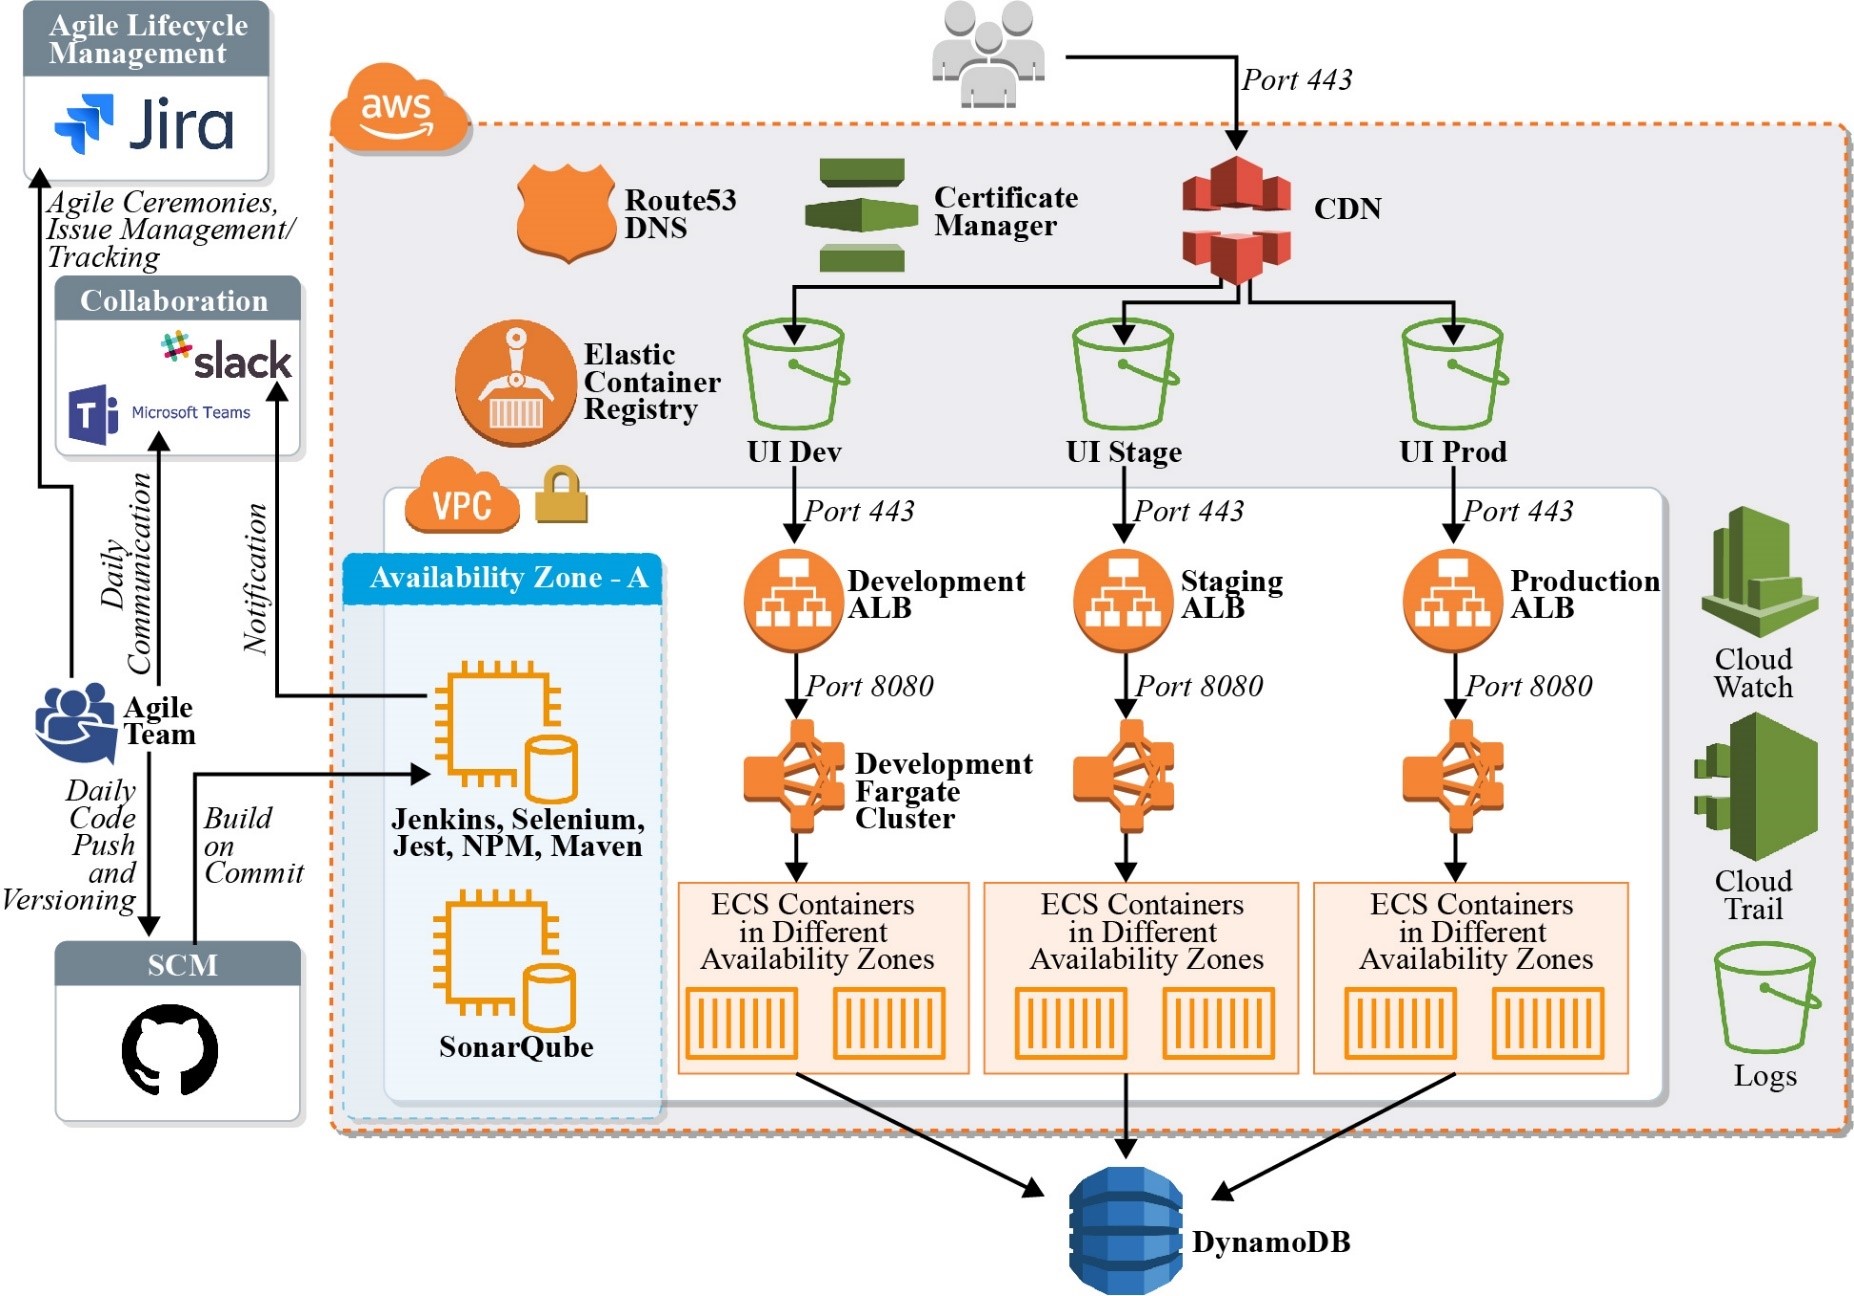 Agile Lifecycle
Management
Jira
Agile Ceremonies,
Issue Management/
Tracking
Collaboration
slack
T
Microsoft Teams
Daily
Communication
Notification
Agile
Team
Daily
Code
Push
and
Versioning
Build
on
Commit
SCM
aws
Port 443
Route53
DNS
Certificate
Manager
CDN
Elastic
Container
Registry
UI Dev
UI Stage
UI Prod
VPC
Port 443
Port 443
Port 443
Availability Zone - A
Development
ALB
Staging
ALB
Production
ALB
Port 8080
Port 8080
Port 8080
Jenkins, Selenium,
Jest, NPM, Maven
SonarQube
Development
Fargate
Cluster
ECS Containers
in Different
Availability Zones
ECS Containers
in Different
Availability Zones
ECS Containers
in Different
Availability Zones
Cloud
Watch
Cloud
Trail
Logs
DynamoDB